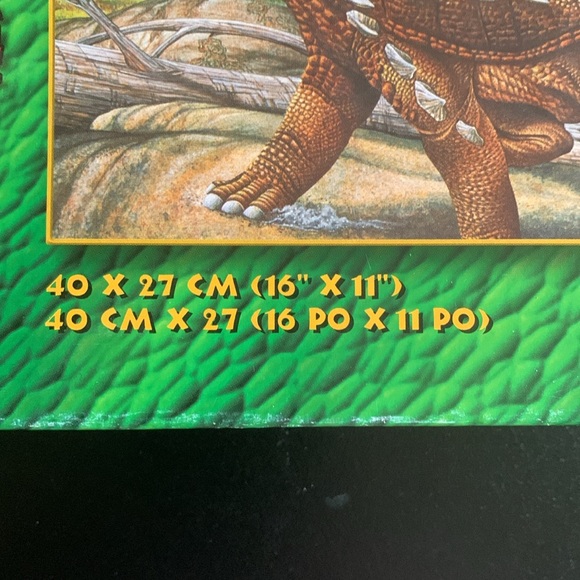 40 X 27 CM (16" X 11")
40 CM X 27 (16 PO X 11 PO)